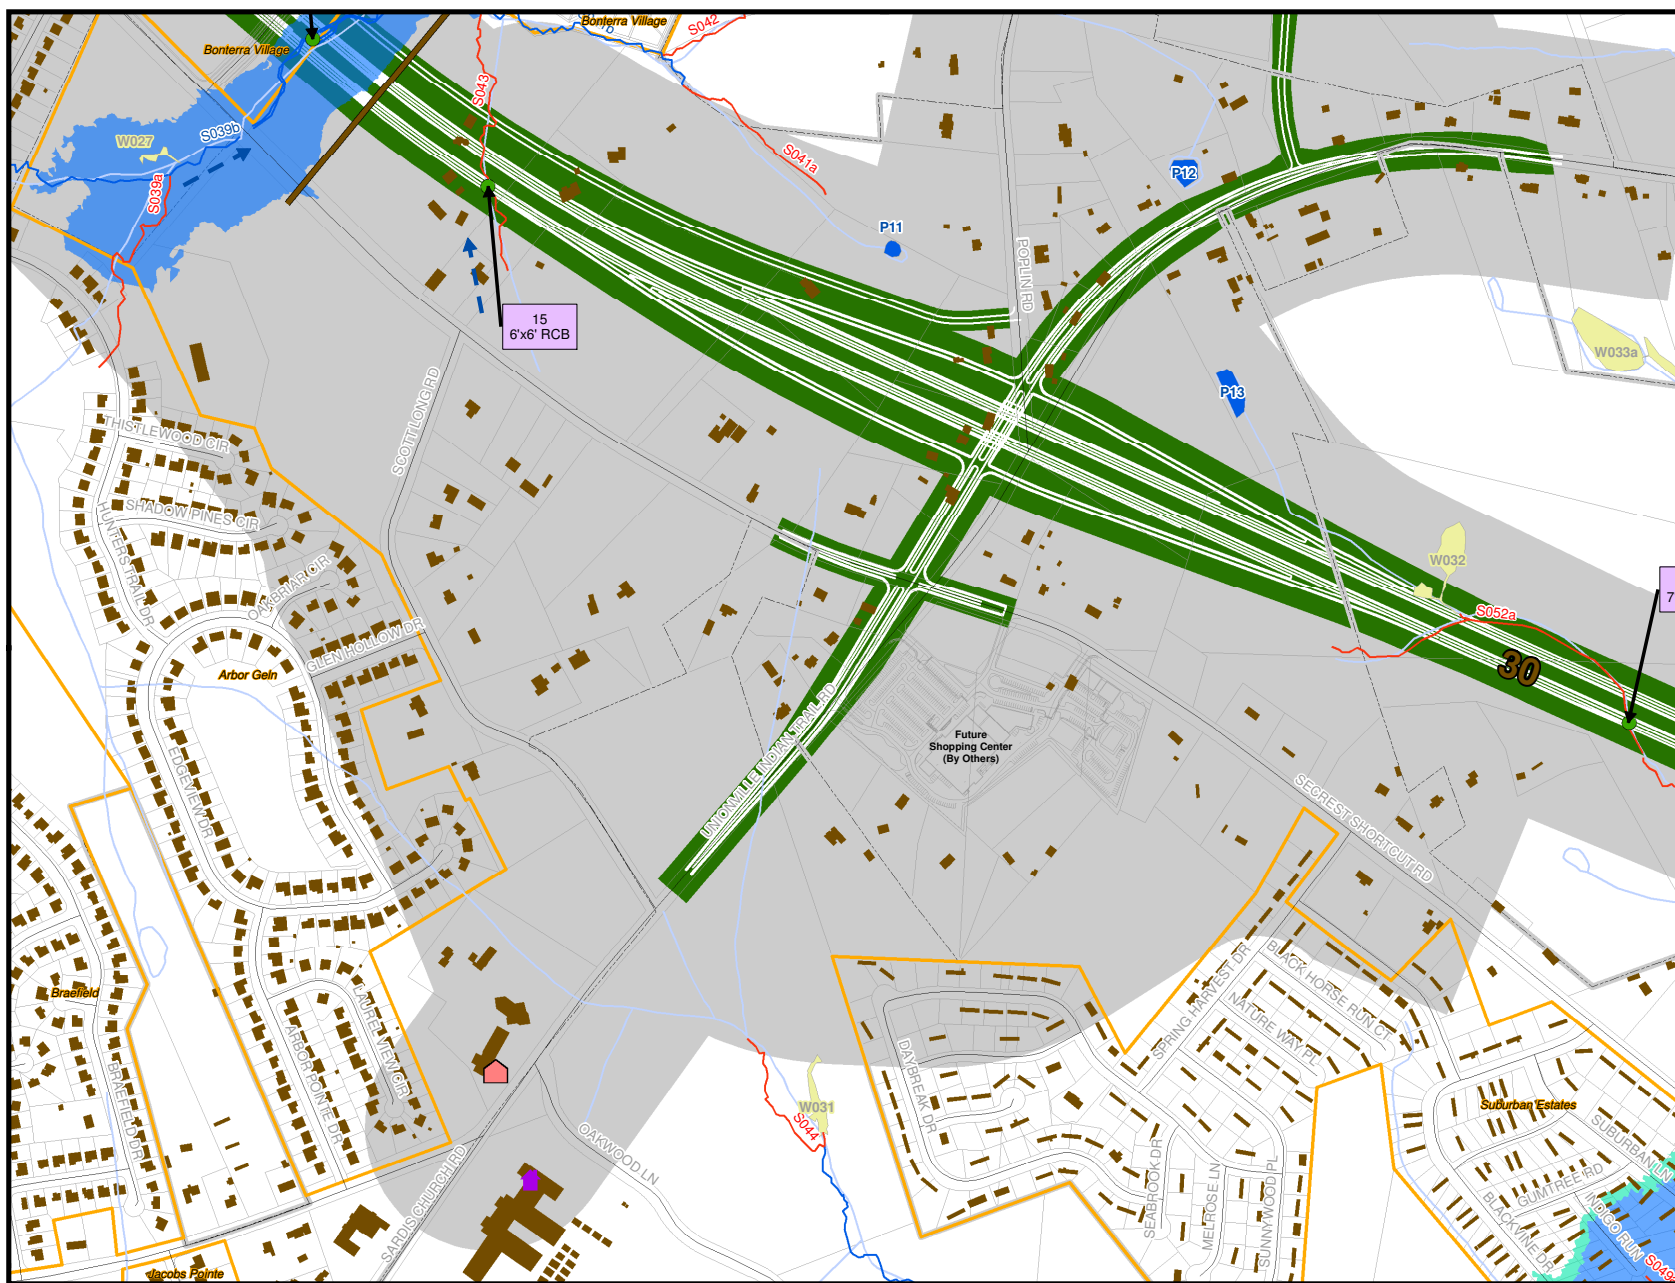 Bonterra Village
Bonterra Village
S042
S043
S039b
W027
S039a
S041a
P12
P11
POPLIN RD
15
6'x6' RCB
W033a
P13
SCOTT LONG RD
THISTLEWOOD CIR
SHADOW PINES CIR
HUNTERS TRAIL DR
OAKBRIAR CIR
GLEN HOLLOW DR
Arbor Geln
W032
S052a
7
30
UNIONVILLE INDIAN TRAIL RD
Future
Shopping Center
(By Others)
EDGEVIEW DR
SECREST SHORTCUT RD
Braefield
BRAEFIELD DR
LAURELVIEW CIR
ARBOR POINTE DR
SPRING HARVEST DR
BLACK HORSE RUN CT
NATURE WAY PL
DAYBREAK DR
W031
S044
OAKWOOD LN
SARDIS CHURCH RD
SEABROOK DR
MELROSE LN
SUNNYWOOD PL
Suburban Estates
SUBURBAN LN
GUMTREE RD
BLACKVINE DR
INDIGO RUN
S049
Jacobs Pointe